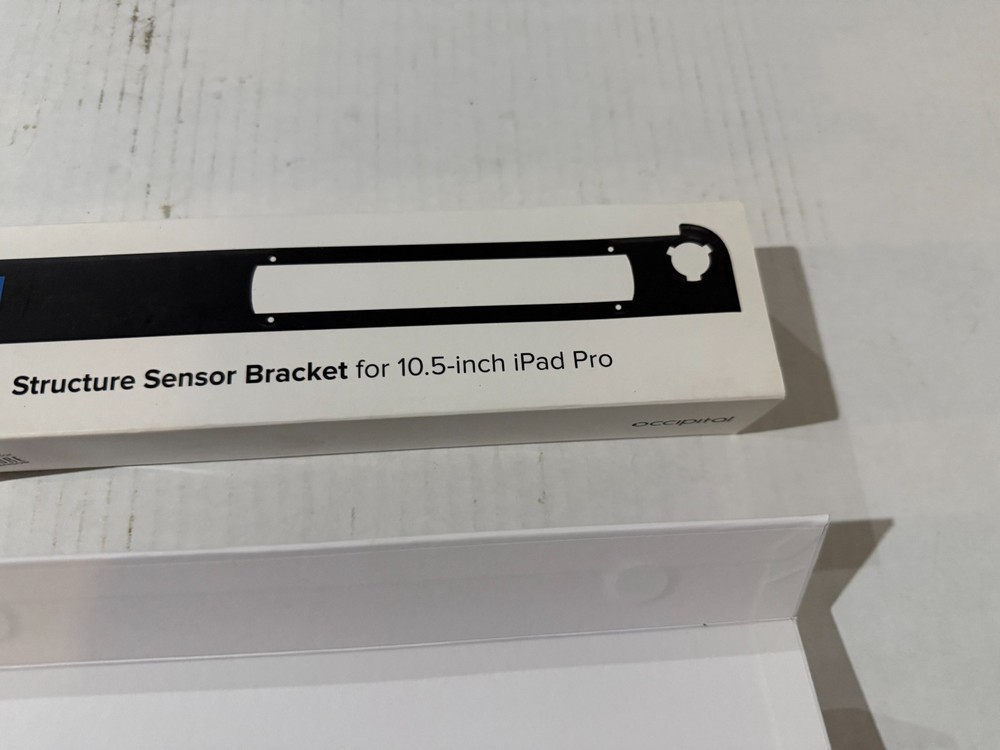 Structure Sensor Bracket for 10.5-inch iPad Pro
occipital